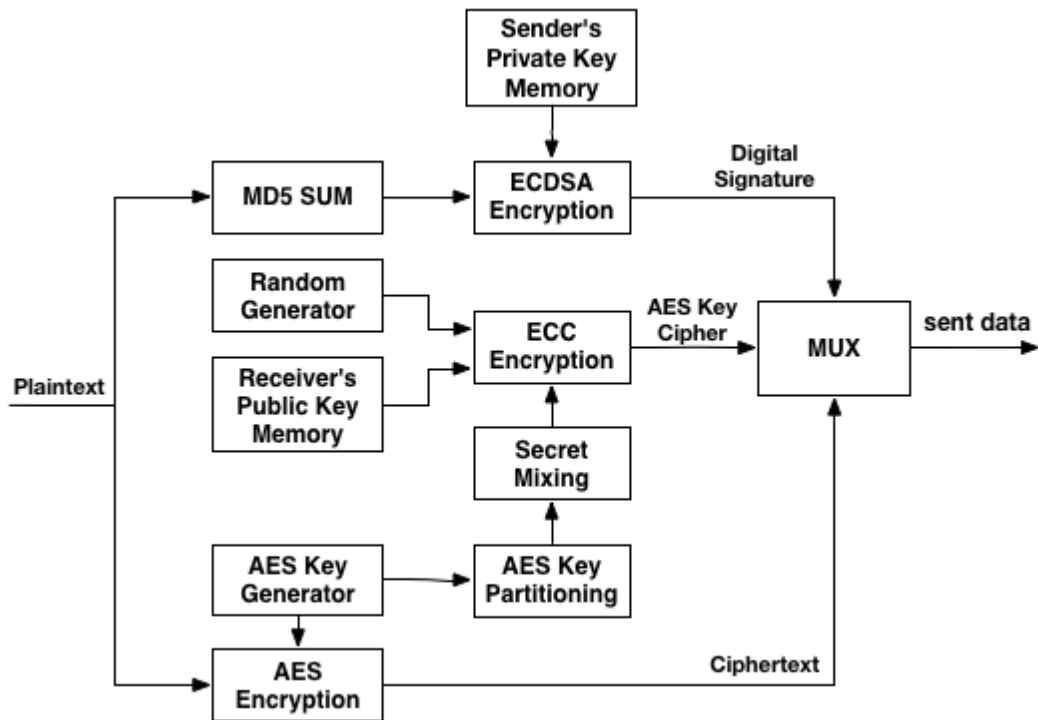 Sender's
Private Key
Memory
Digital
Signature
MD5 SUM
ECDSA
Encryption
Random
Generator
AES Key
Cipher
ECC
Encryption
MUX
sent data
Plaintext
Receiver's
Public Key
Memory
Secret
Mixing
AES Key
Generator
AES Key
Partitioning
AES
Encryption
Ciphertext